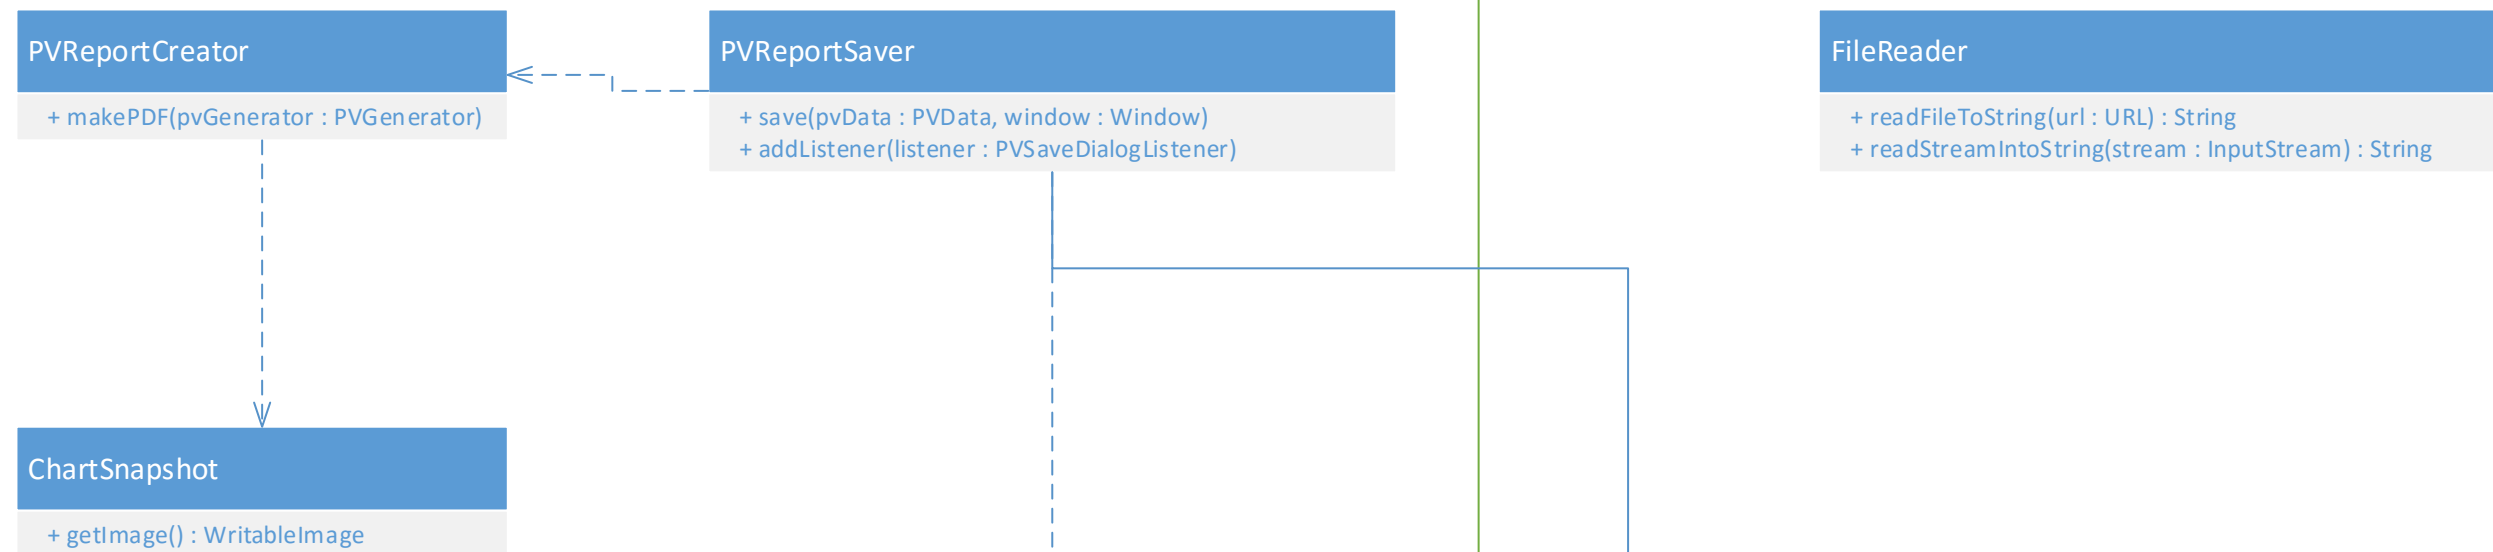 PVReportCreator
+ makePDF(pvGenerator : PVGenerator)
PVReportSaver
+ save(pvData : PVData, window : Window)
+ addListener(listener : PVSaveDialogListener)
FileReader
+ readFileToString(url : URL) : String
+ readStreamIntoString(stream : InputStream) : String
ChartSnapshot
+ getImage() : WritableImage